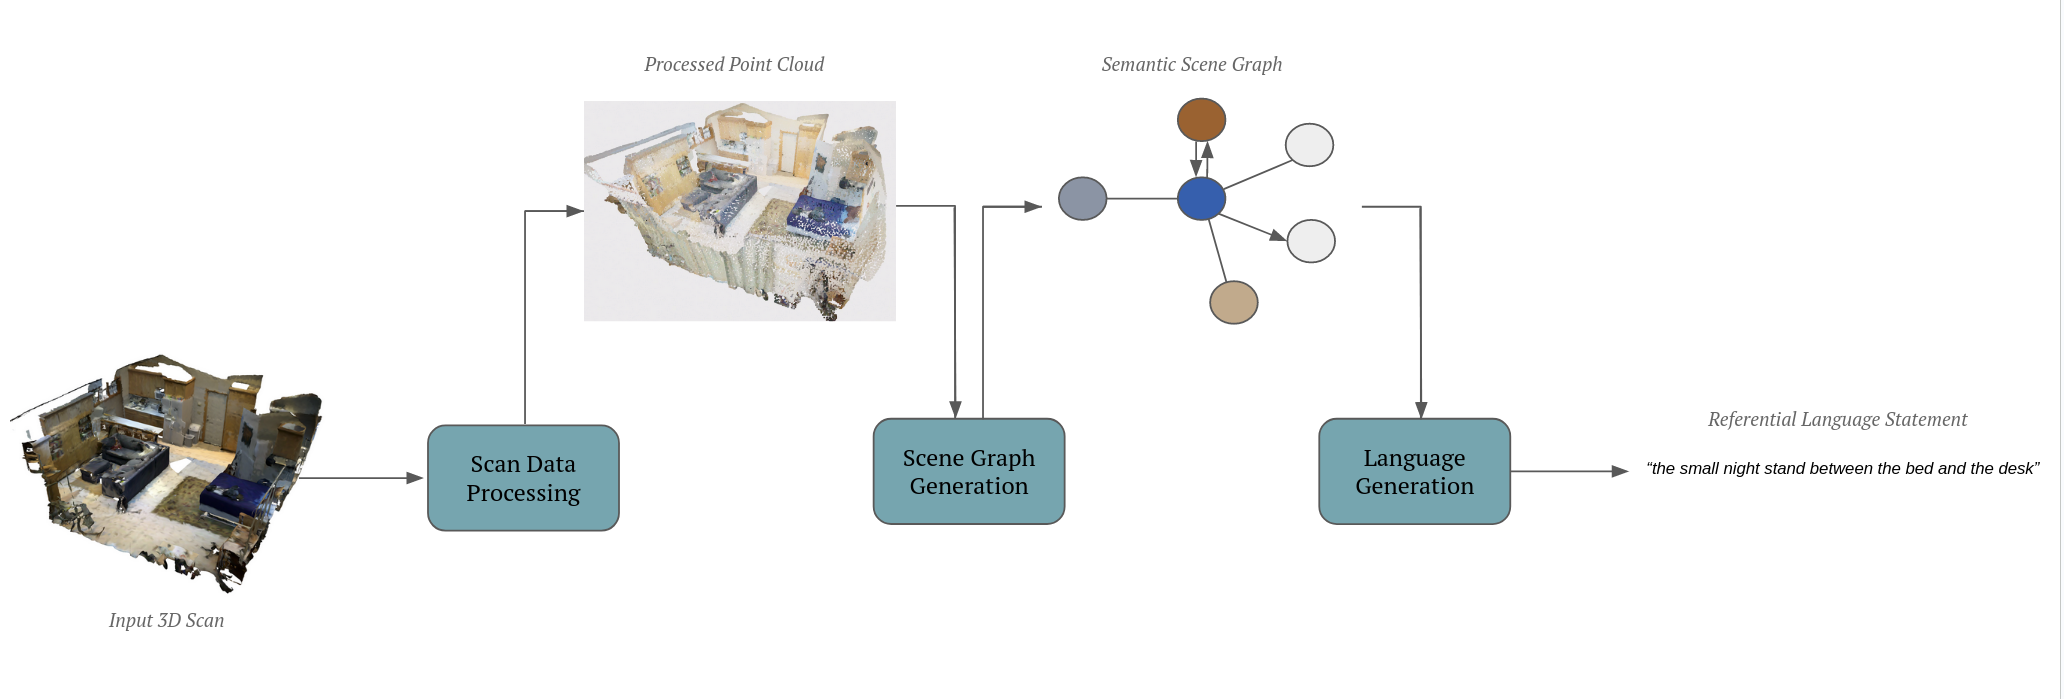 Processed Point Cloud
Semantic Scene Graph
Input 3D Scan
Scan Data
Processing
Scene Graph
Generation
Language
Generation
Referential Language Statement
“the small night stand between the bed and the desk”